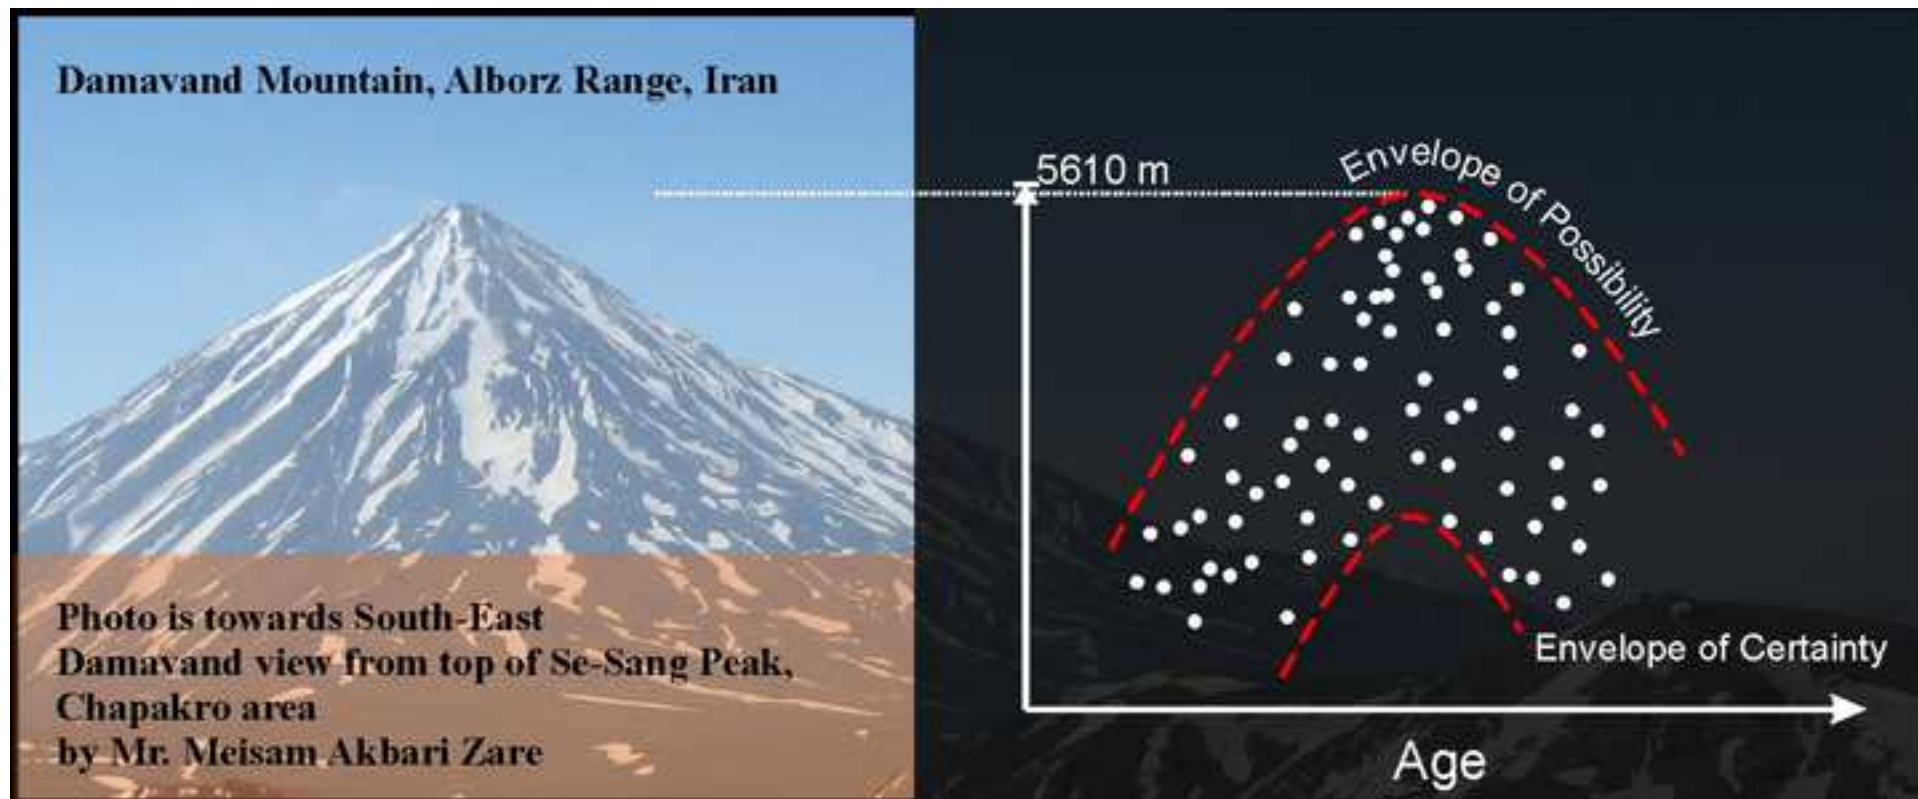 Damavand Mountain, Alborz Range, Iran
5610 m
Envelope of Possibility
Photo is towards South-East
Damavand view from top of Se-Sang Peak,
Chapakro area
by Mr. Meisam Akbari Zare
Envelope of Certainty
Age